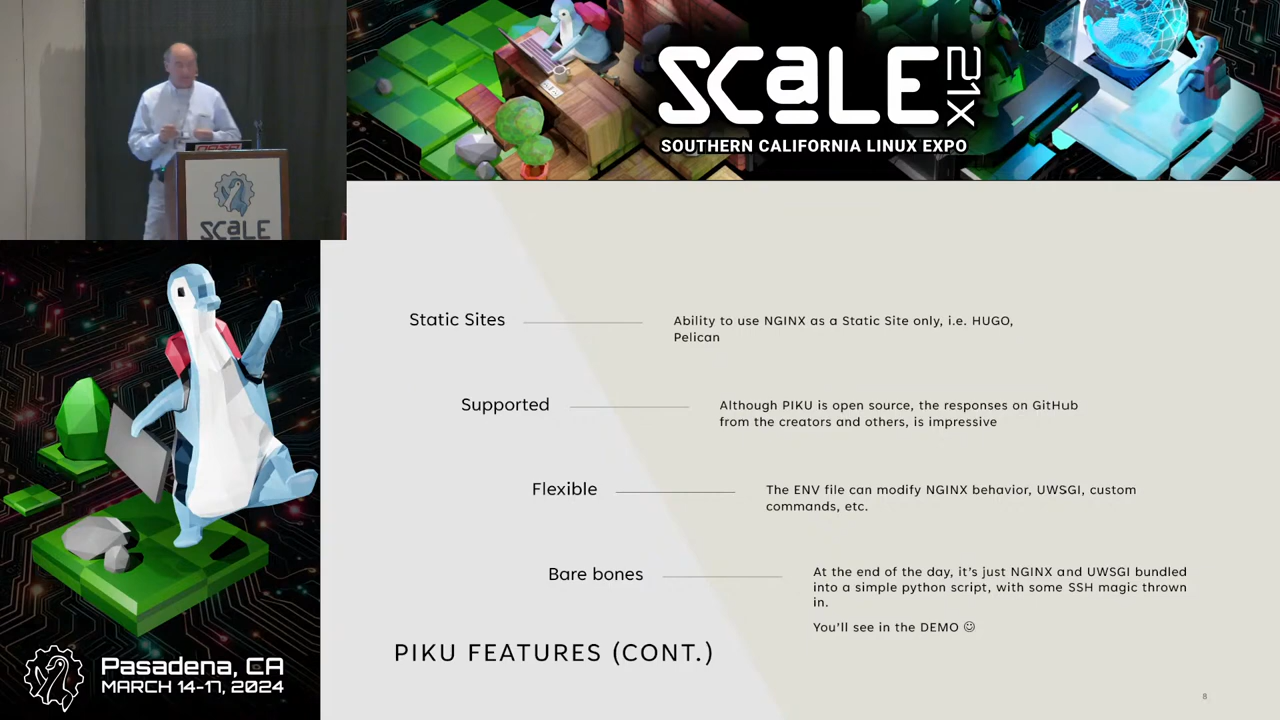 SCaLE 21X
SOUTHERN CALIFORNIA LINUX EXPO
SCaLE
Static Sites
Ability to use NGINX as a Static Site only, i.e. HUGO,
Pelican
Supported
Although PIKU is open source, the responses on GitHub
from the creators and others, is impressive
Flexible
The ENV file can modify NGINX behavior, UWSGI, custom
commands, etc.
Bare bones
At the end of the day, it's just NGINX and UWSGI bundled
into a simple python script, with some SSH magic thrown
in.
You'll see in the DEMO ☺
PIKU FEATURES (CONT.)
8
Pasadena, CA
MARCH 14-17, 2024